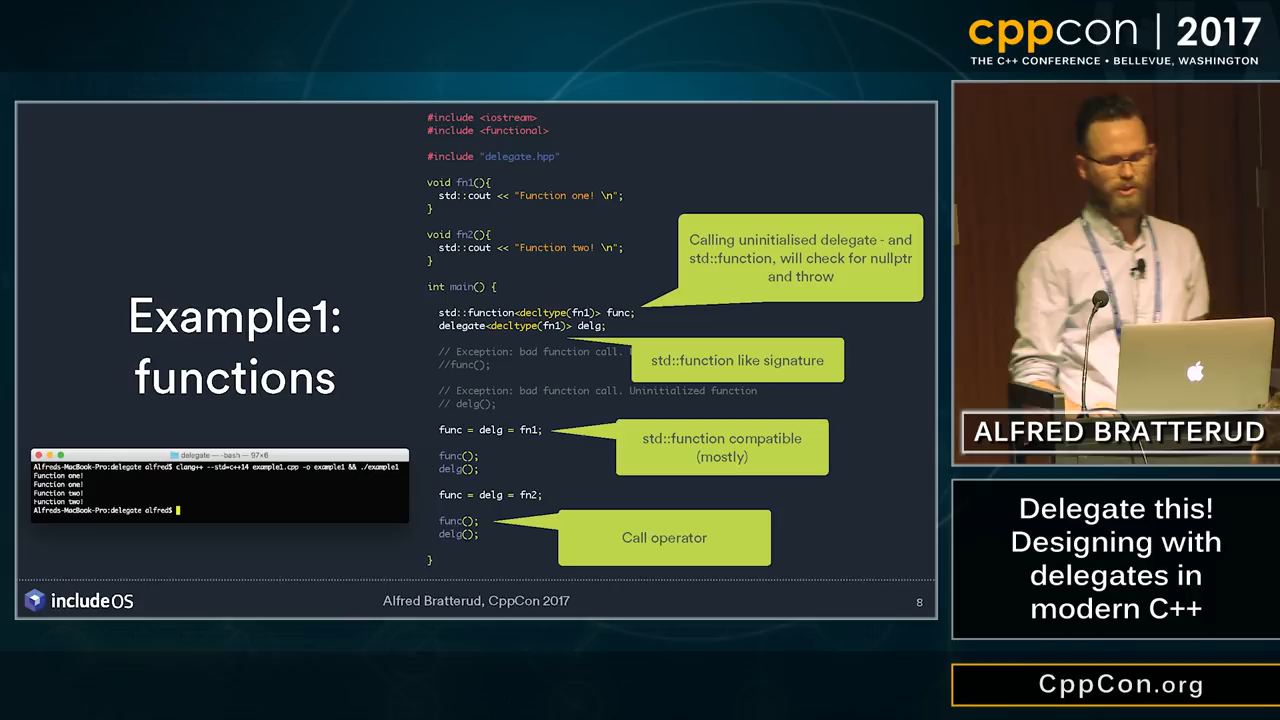 cppcon | 2017
THE C++ CONFERENCE • BELLEVUE, WASHINGTON
Example1:
functions
#include <iostream>
#include <functional>
#include "delegate.hpp"
void fn1(){
std::cout << "Function one! \n";
}
void fn2(){
std::cout << "Function two! \n";
}
int main() {
std::function<decltype(fn1)> func;
delegate<decltype(fn1)> delg;
// Exception: bad function call.
//func();
// Exception: bad function call. Uninitialized function
// delg();
func = delg = fn1;
func();
delg();
func = delg = fn2;
func();
delg();
}
Calling uninitialised delegate - and
std::function, will check for nullptr
and throw
std::function like signature
std::function compatible
(mostly)
Call operator
delegate — -bash — 97×6
Alfreds-MacBook-Pro:delegate alfred$ clang++ --std=c++14 example1.cpp -o example1 && ./example1
Function one!
Function one!
Function two!
Function two!
Alfreds-MacBook-Pro:delegate alfred$
includeOS
Alfred Bratterud, CppCon 2017
8
ALFRED BRATTERUD
Delegate this!
Designing with
delegates in
modern C++
CppCon.org